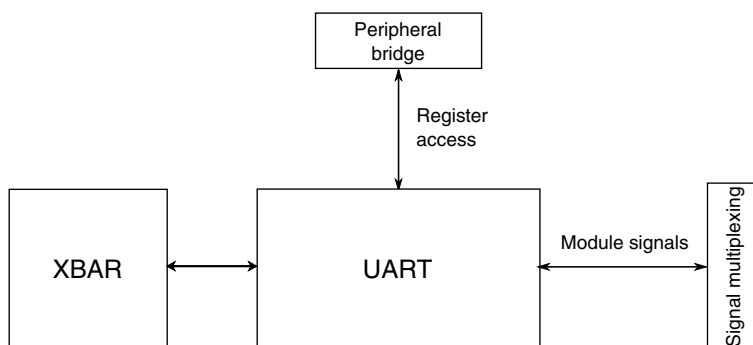 Peripheral
bridge
Register
access
XBAR
UART
Module signals
Signal multiplexing